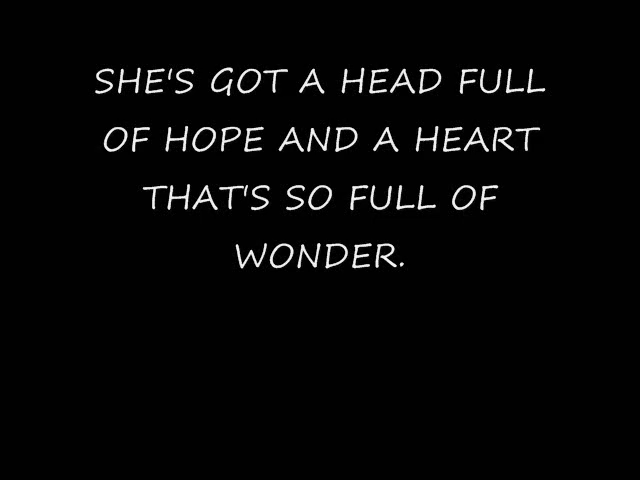 SHE'S GOT A HEAD FULL
OF HOPE AND A HEART
THAT'S SO FULL OF
WONDER.